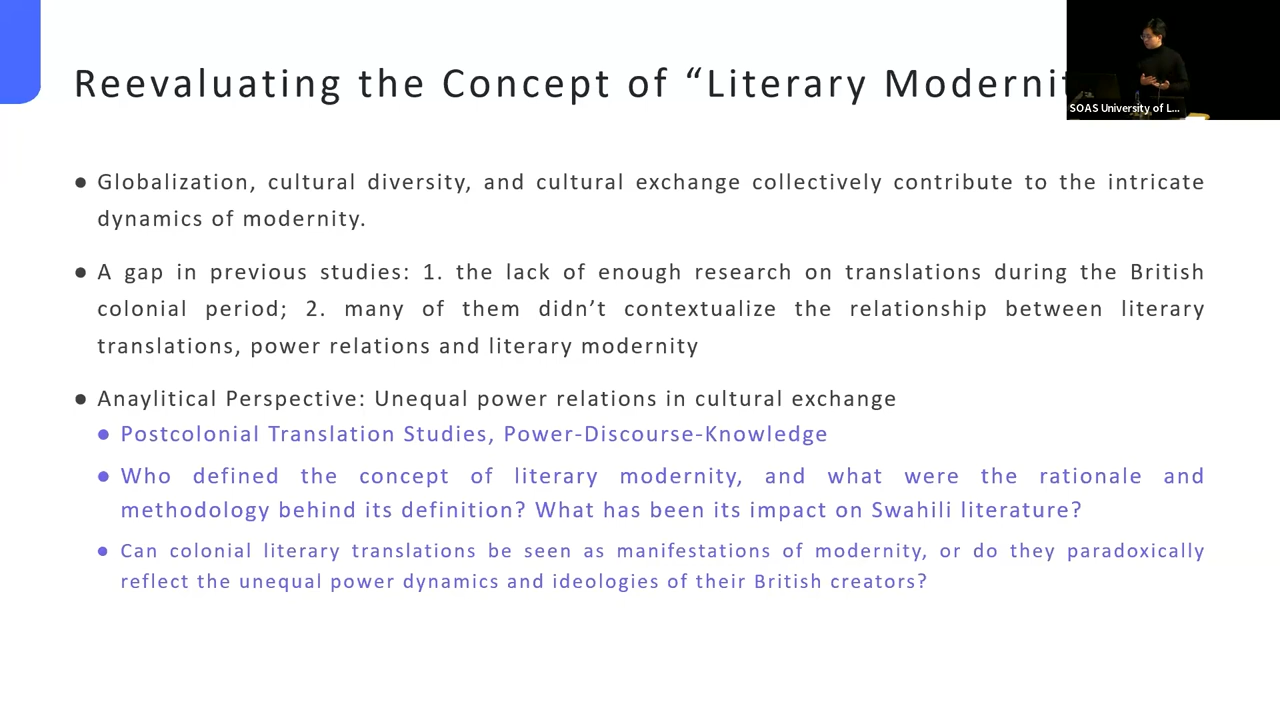 Reevaluating the Concept of “Literary Modernit
SOAS University of L...
● Globalization, cultural diversity, and cultural exchange collectively contribute to the intricate
dynamics of modernity.
● A gap in previous studies: 1. the lack of enough research on translations during the British
colonial period; 2. many of them didn’t contextualize the relationship between literary
translations, power relations and literary modernity
● Anaylitical Perspective: Unequal power relations in cultural exchange
● Postcolonial Translation Studies, Power-Discourse-Knowledge
● Who defined the concept of literary modernity, and what were the rationale and
methodology behind its definition? What has been its impact on Swahili literature?
● Can colonial literary translations be seen as manifestations of modernity, or do they paradoxically
reflect the unequal power dynamics and ideologies of their British creators?